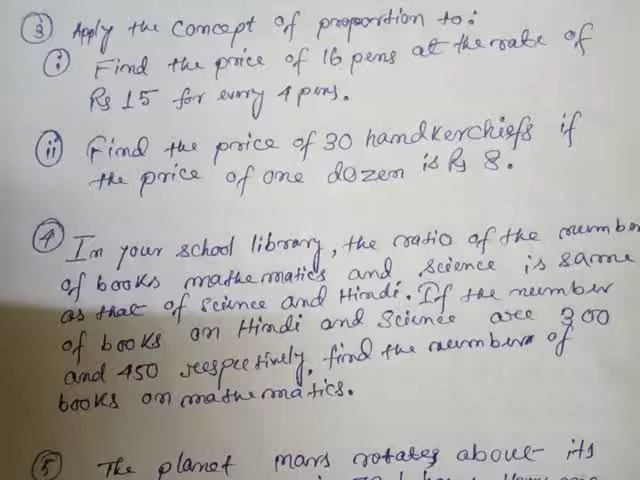 ③ Apply the concept of proportion to:
① Find the price of 16 pens at the rate of
Rs 15 for every 4 pens.
ⅱ Find the price of 30 handkerchiefs if
the price of one dozen is Rs 8.
④ In your school library, the ratio of the number
of books mathematics and science is same
as that of science and Hindi. If the number
of books on Hindi and Science are 300
and 450 respectively, find the number of
books on mathematics.
⑤ The planet mars rotates about its